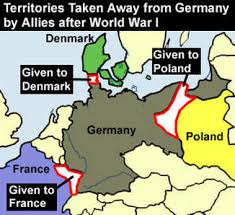 Territories Taken Away from Germany
by Allies after World War I
Denmark
Given to
Denmark
Given to
Poland
Germany
Poland
France
Given to
France